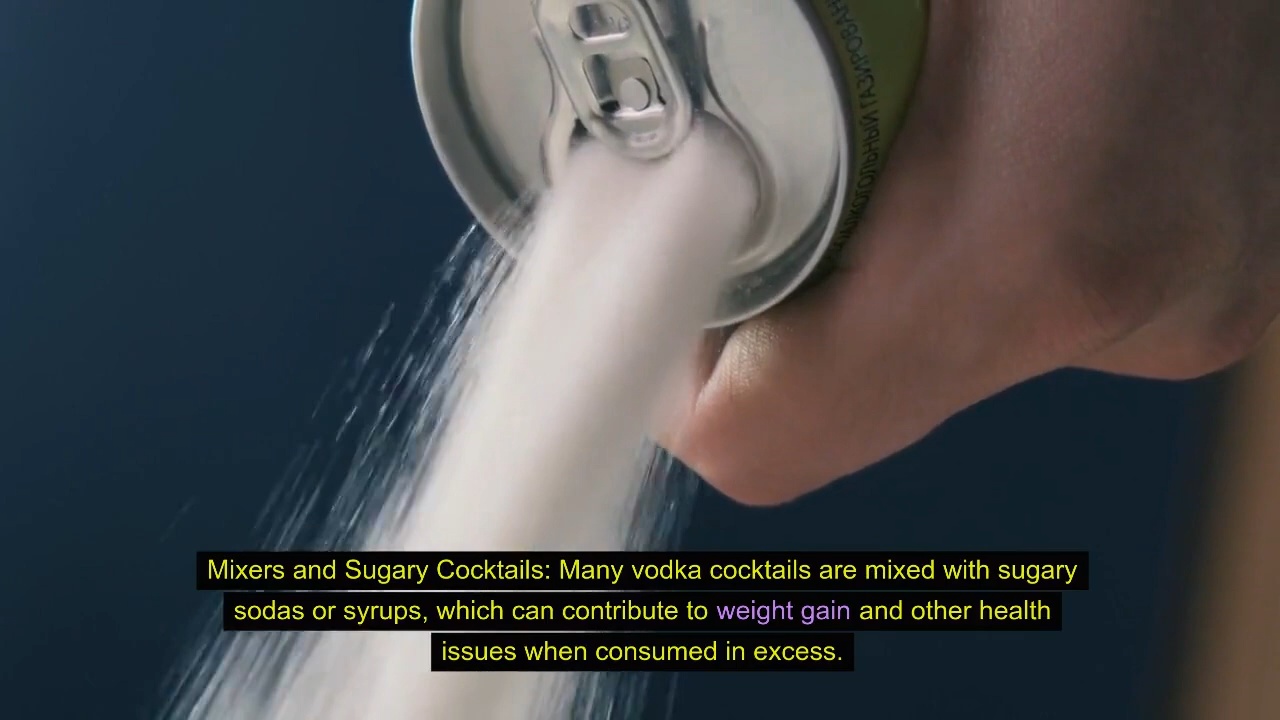 ГАЗИРОВАН
Mixers and Sugary Cocktails: Many vodka cocktails are mixed with sugary
sodas or syrups, which can contribute to weight gain and other health
issues when consumed in excess.